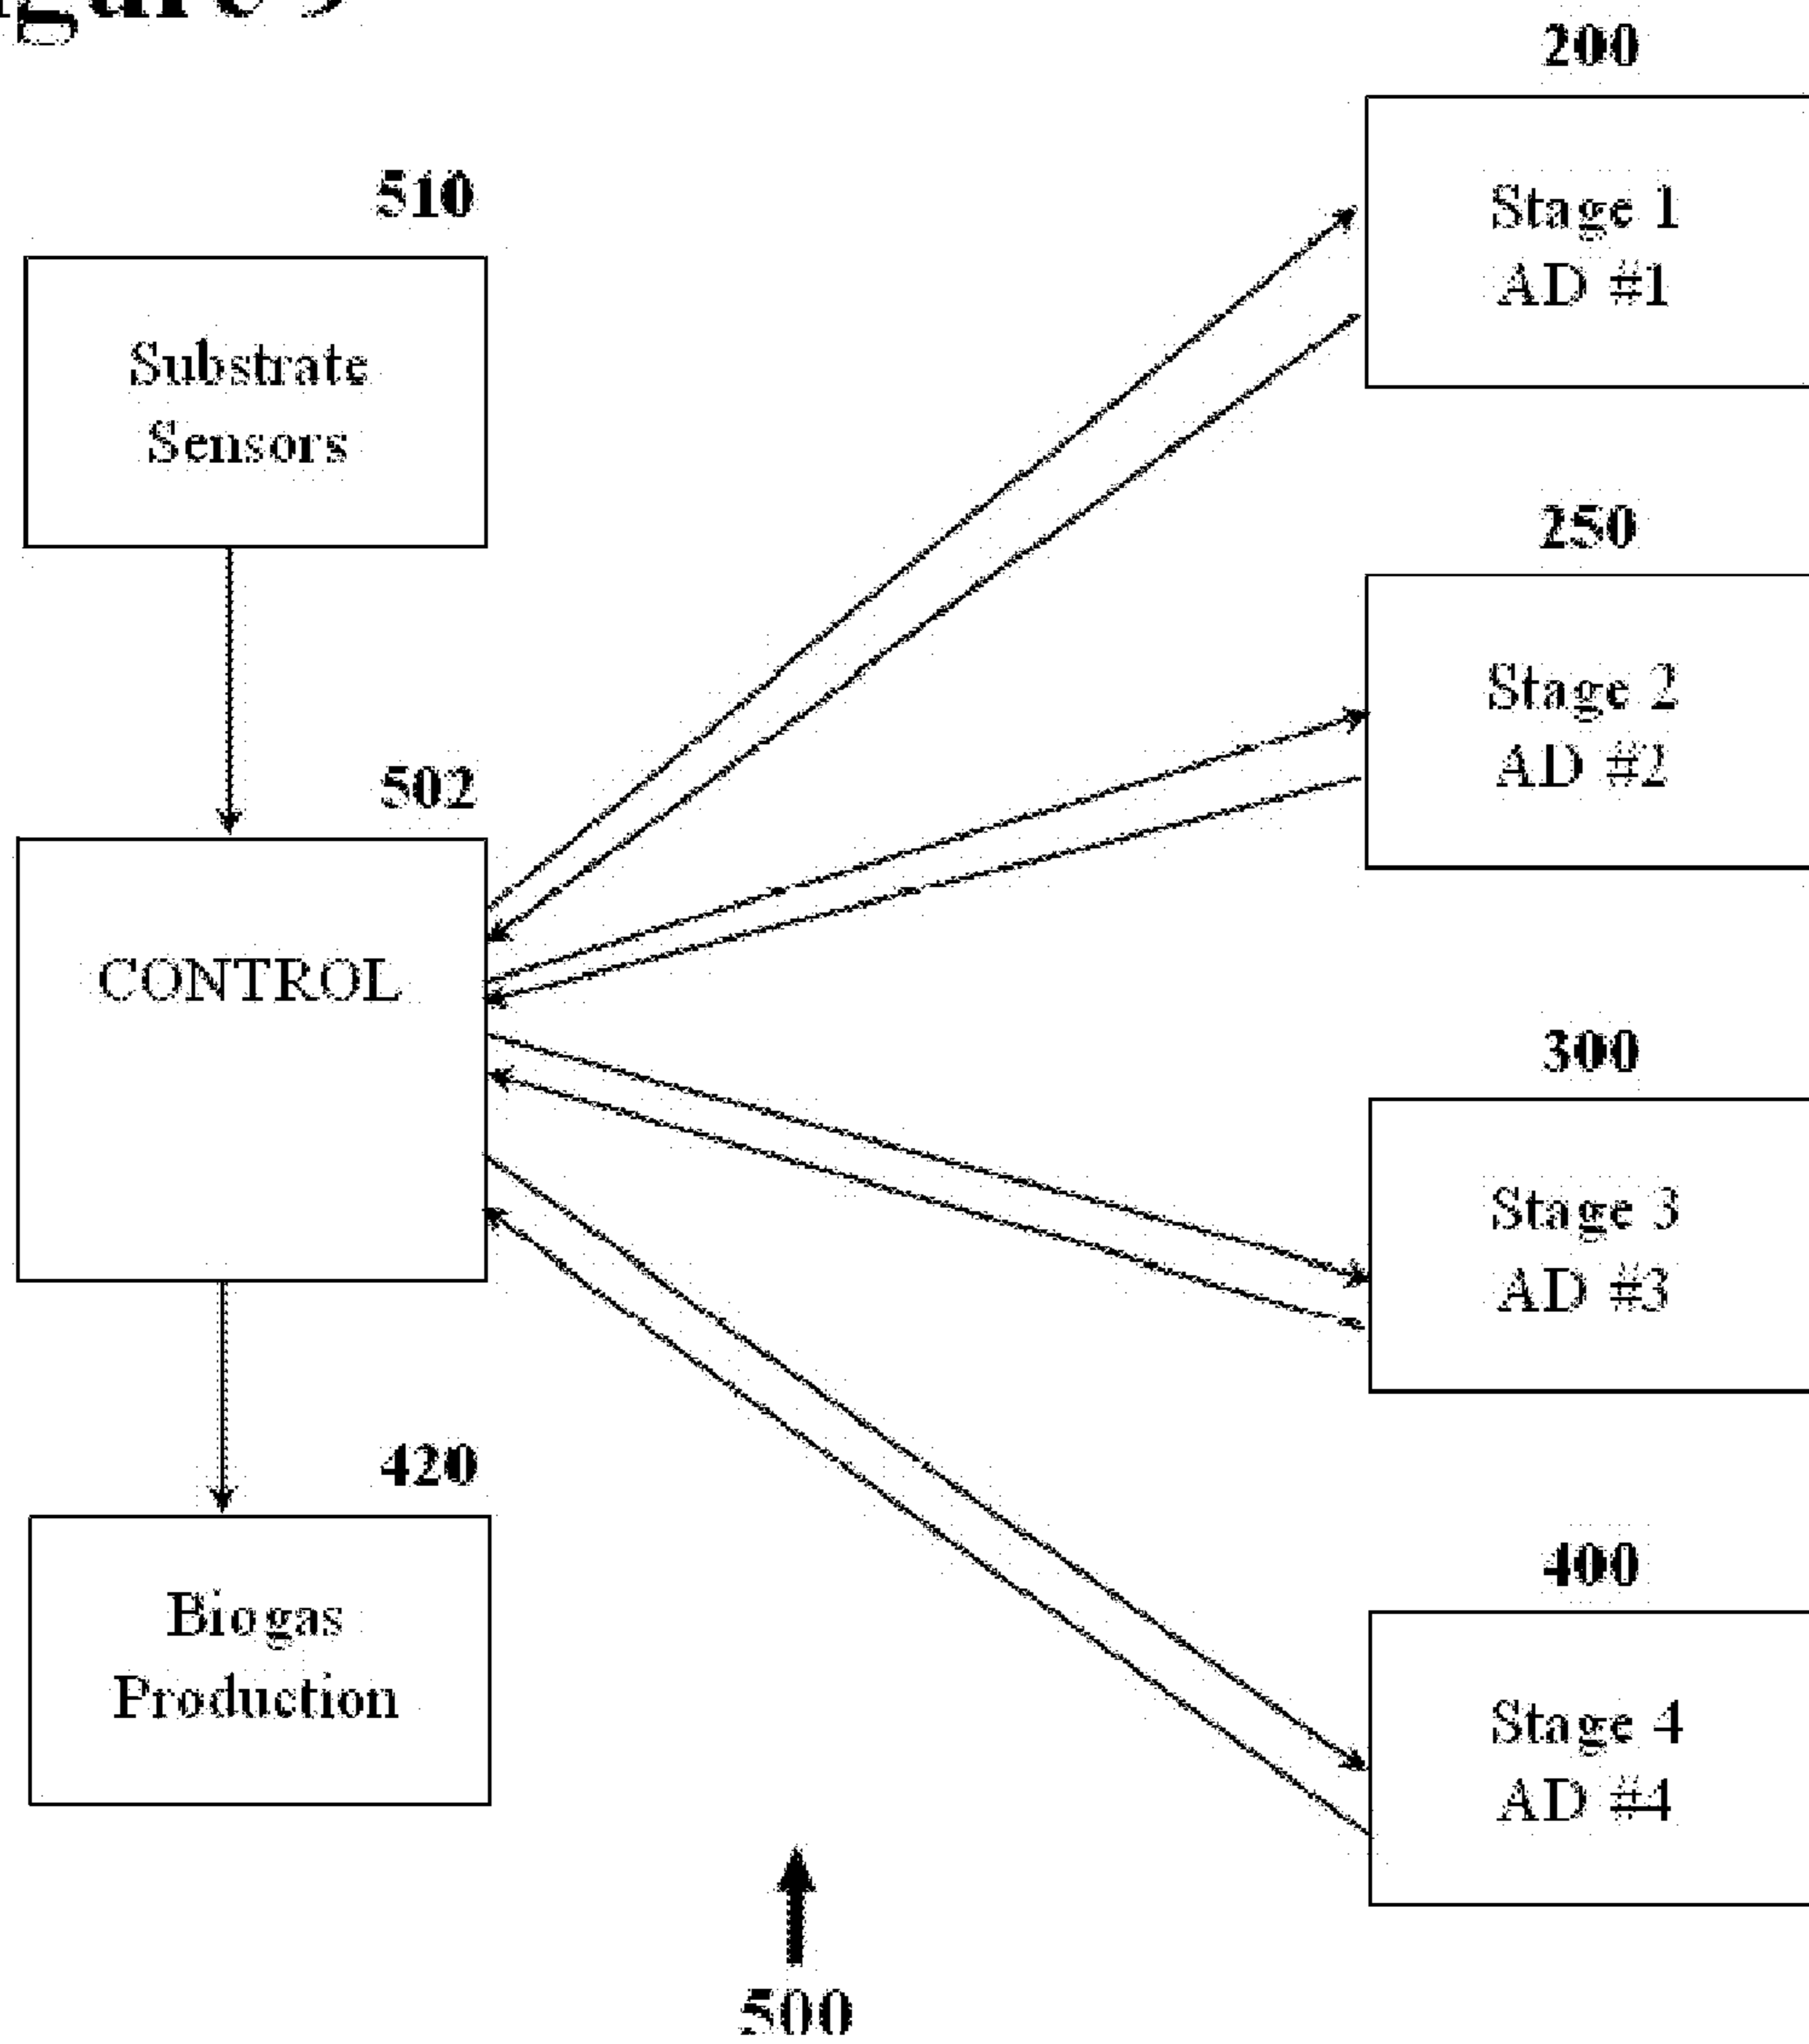 200
510
Stage 1
AD #1
Substrate
Sensors
250
Stage 2
AD #2
502
CONTROL
300
Stage 3
AD #3
420
Biogas
Production
400
Stage 4
AD #4
500